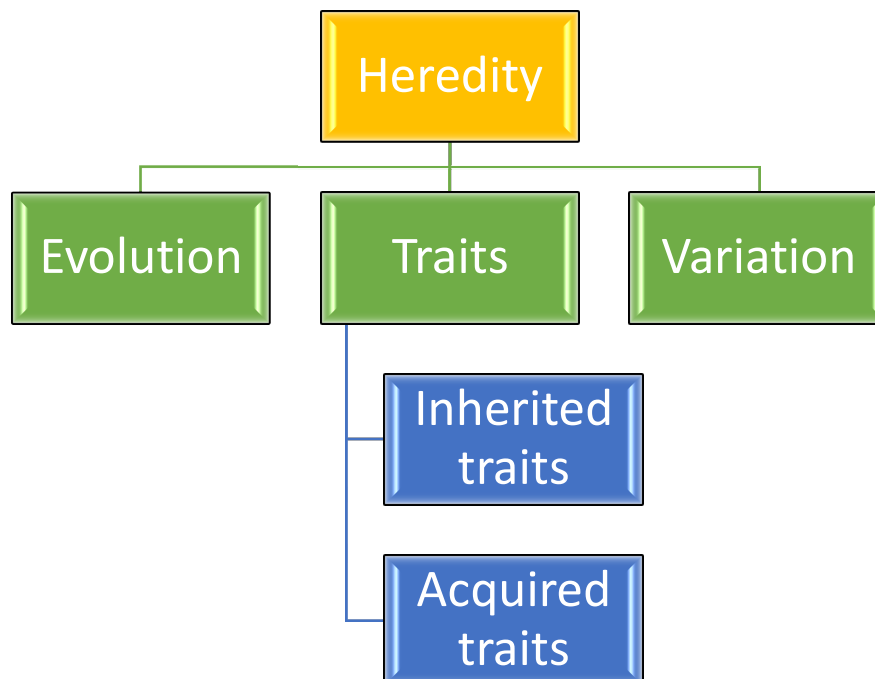 Heredity
Evolution
Traits
Variation
Inherited
traits
Acquired
traits